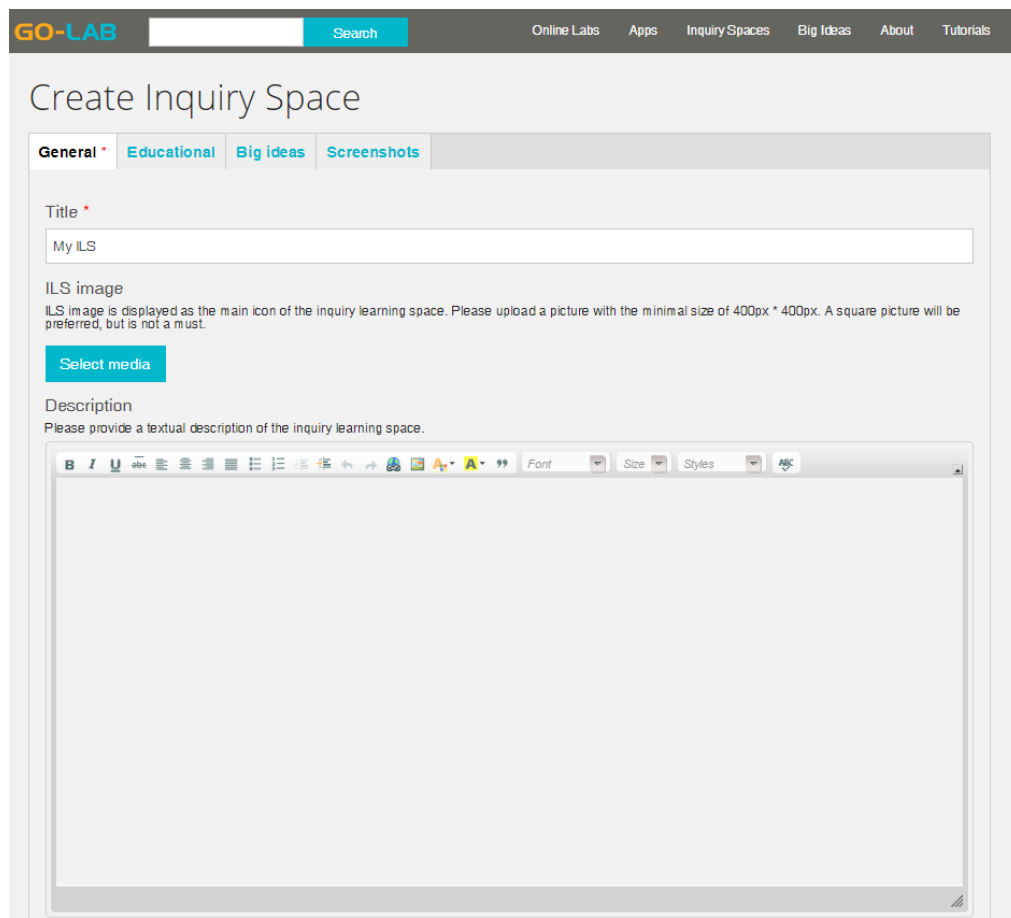 GO-LAB Search Online Labs Apps Inquiry Spaces Big Ideas About Tutorials
Create Inquiry Space
General * Educational Big ideas Screenshots
Title *
My ILS
ILS image
ILS image is displayed as the main icon of the inquiry learning space. Please upload a picture with the minimal size of 400px * 400px. A square picture will be
preferred, but is not a must.
Select media
Description
Please provide a textual description of the inquiry learning space.
B I U abc A A Font Size Styles ABC